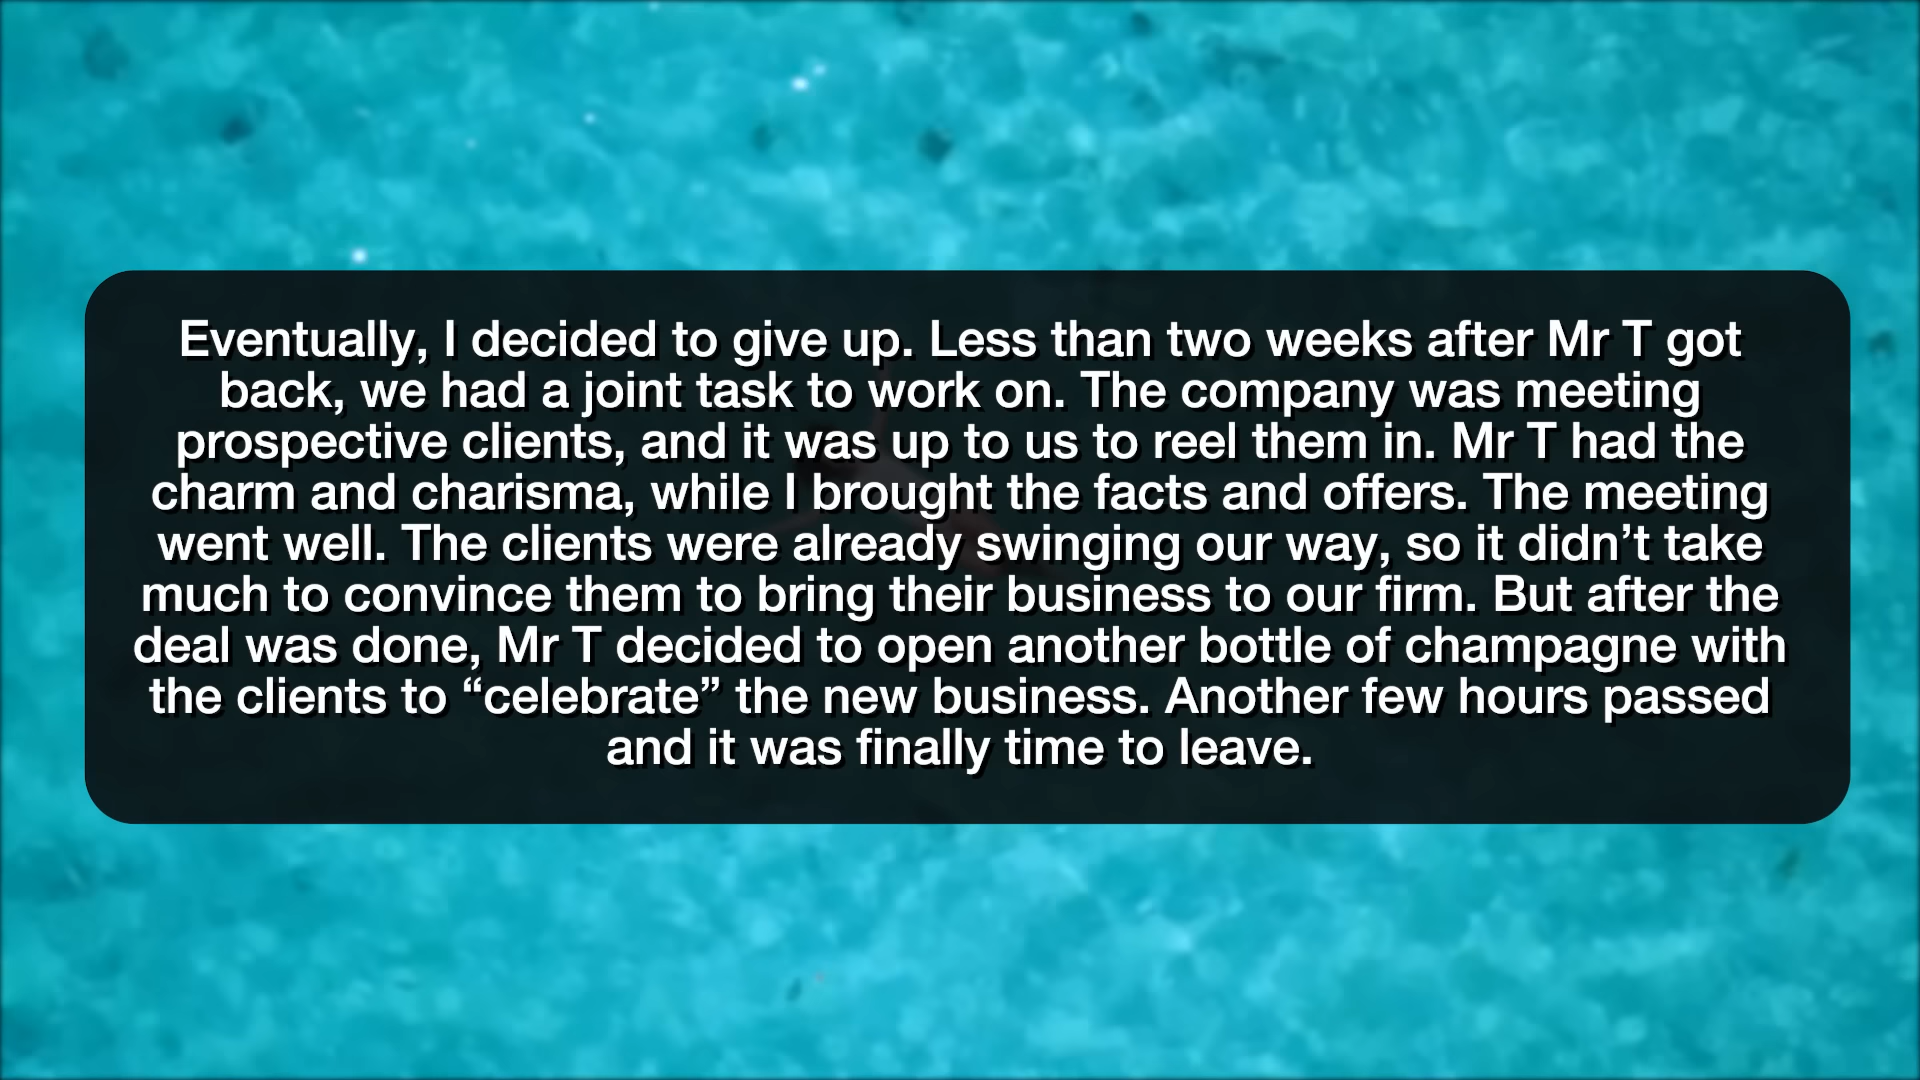 Eventually, I decided to give up. Less than two weeks after Mr T got
back, we had a joint task to work on. The company was meeting
prospective clients, and it was up to us to reel them in. Mr T had the
charm and charisma, while I brought the facts and offers. The meeting
went well. The clients were already swinging our way, so it didn’t take
much to convince them to bring their business to our firm. But after the
deal was done, Mr T decided to open another bottle of champagne with
the clients to “celebrate” the new business. Another few hours passed
and it was finally time to leave.